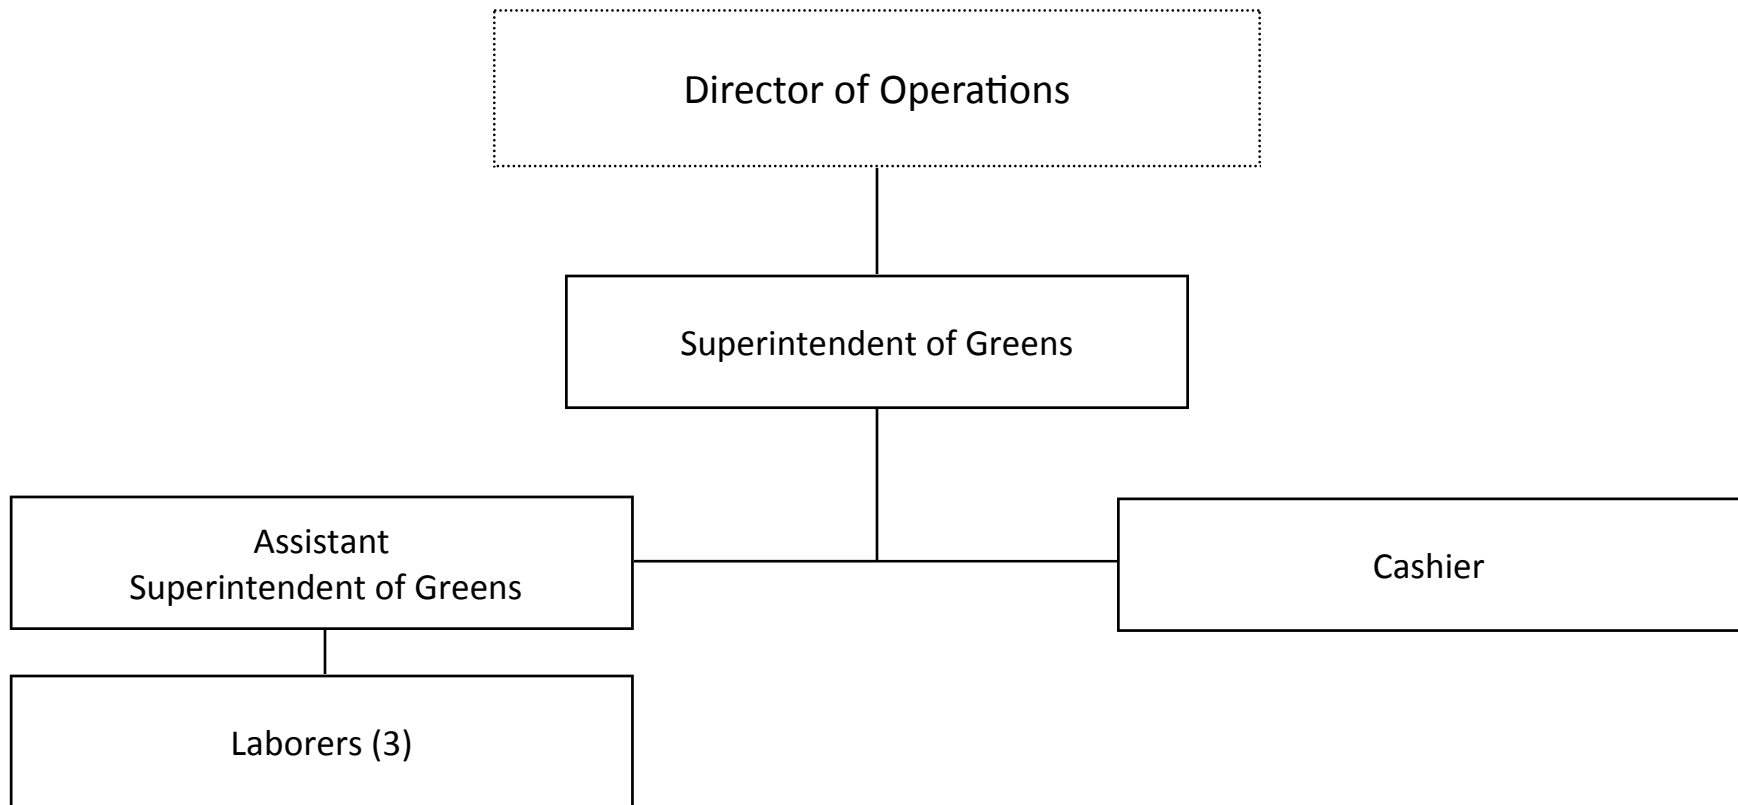 Director of Operations
Superintendent of Greens
Assistant
Superintendent of Greens
Cashier
Laborers (3)